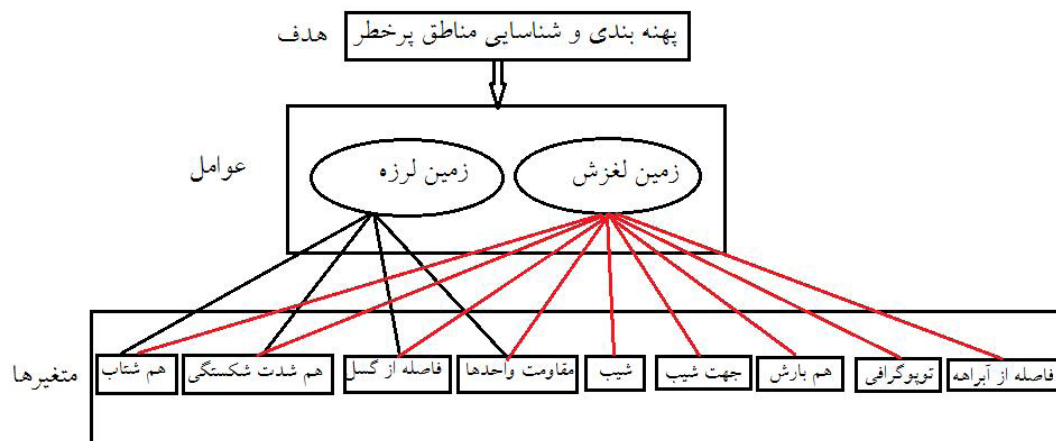 هدف
پهنه بندی و شناسایی مناطق پرخطر
عوامل
زمین لغزش
زمین لرزه
متغیرها
فاصله از آبراهه
توپوگرافی
هم بارش
جهت شیب
شیب
مقاومت واحدها
فاصله از گسل
هم شدت شکستگی
هم شتاب